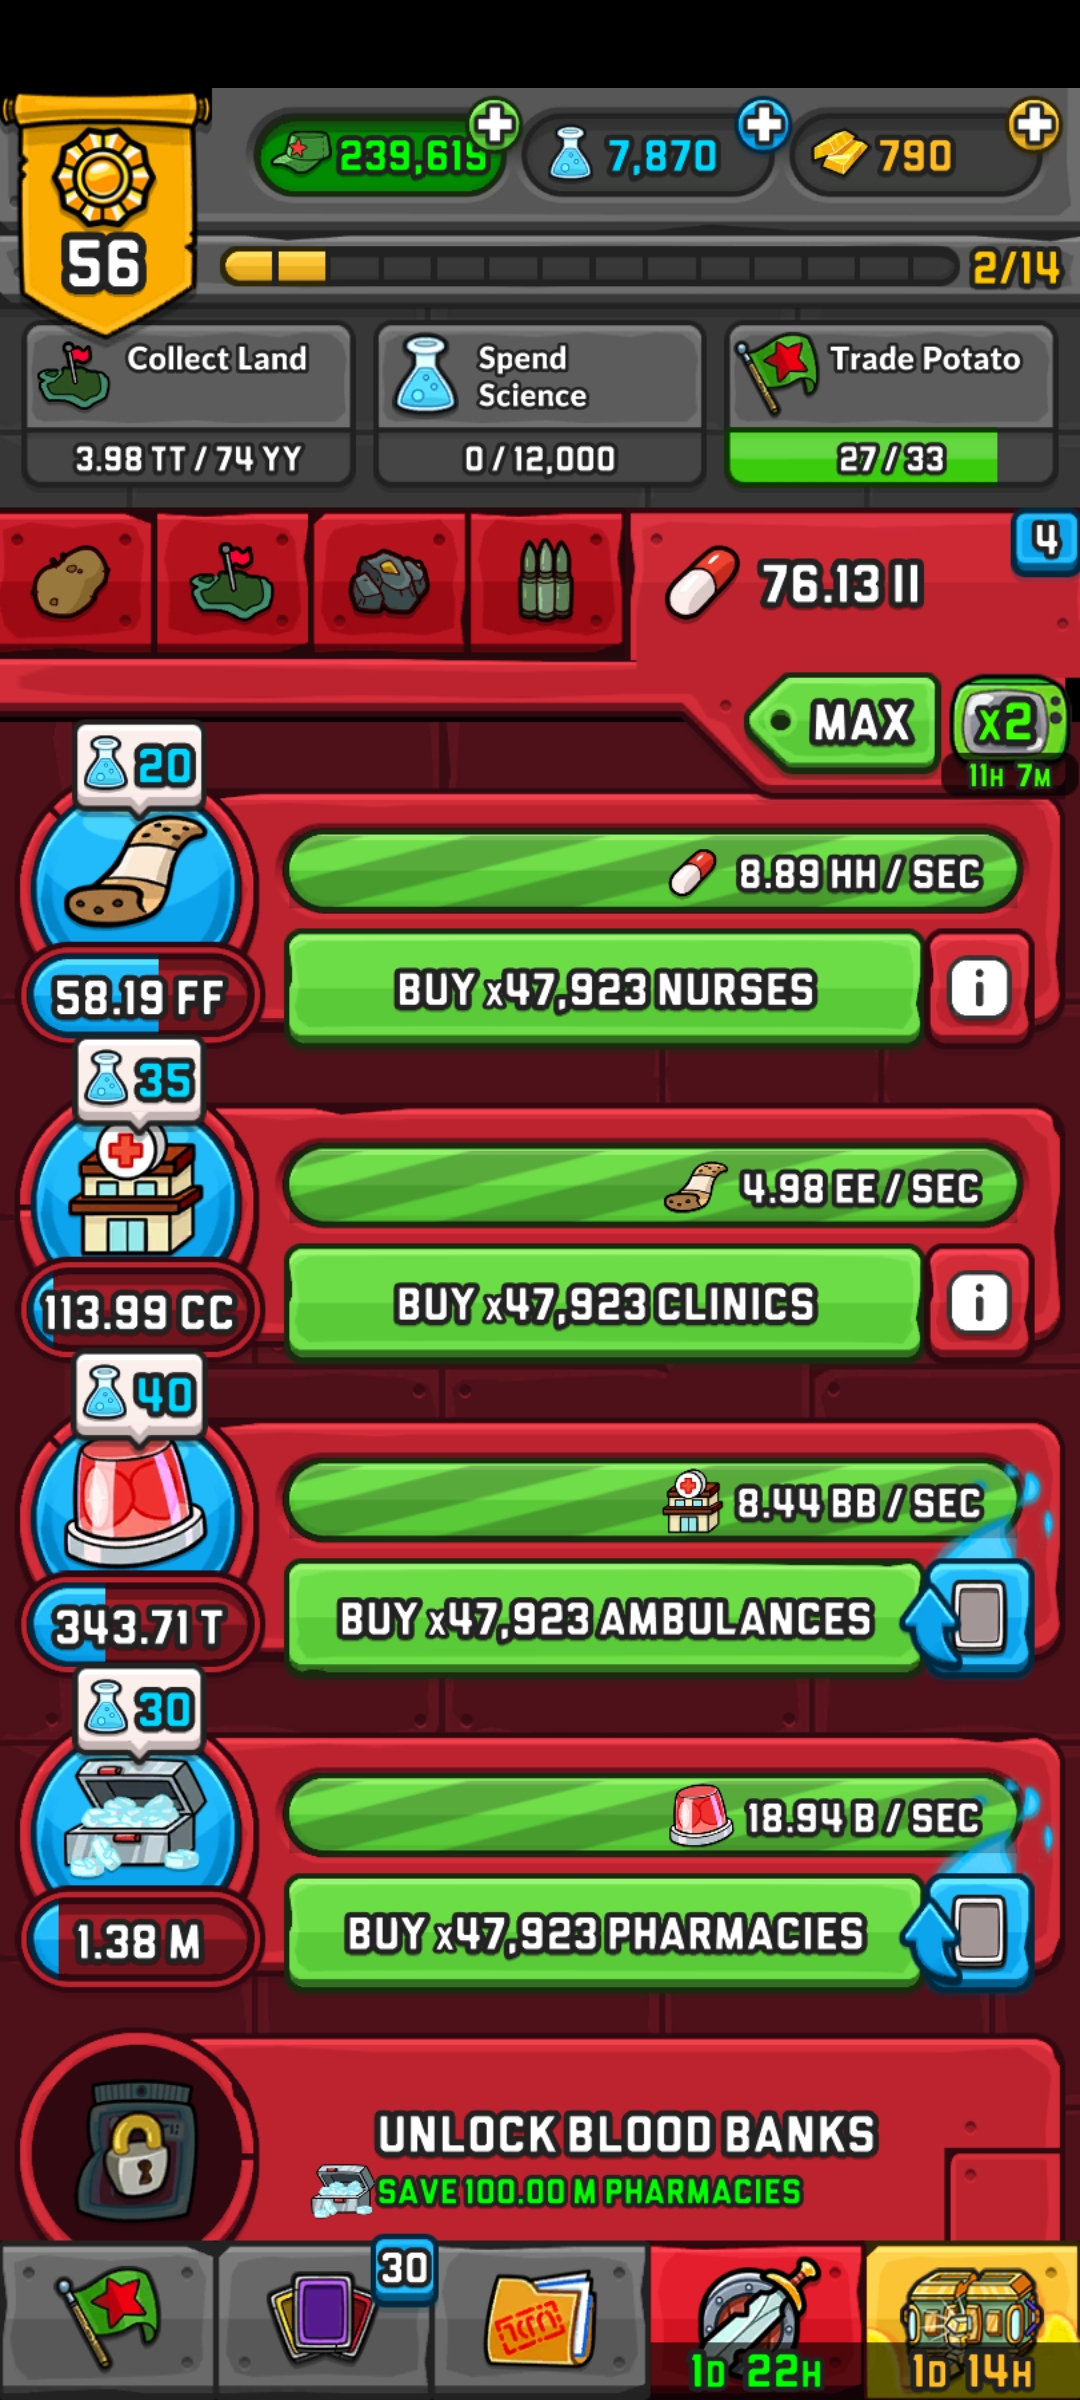 239,619
7,870
790
56
2/14
Collect Land
3.98 TT / 74 YY
Spend
Science
0 / 12,000
Trade Potato
27 / 33
76.13 II
4
MAX
x2
11H 7M
20
8.89 HH / SEC
58.19 FF
BUY x47,923 NURSES
i
35
4.98 EE / SEC
113.99 CC
BUY x47,923 CLINICS
i
40
8.44 BB / SEC
343.71 T
BUY x47,923 AMBULANCES
30
18.94 B / SEC
1.38 M
BUY x47,923 PHARMACIES
UNLOCK BLOOD BANKS
SAVE 100.00 M PHARMACIES
30
1D 22H
1D 14H